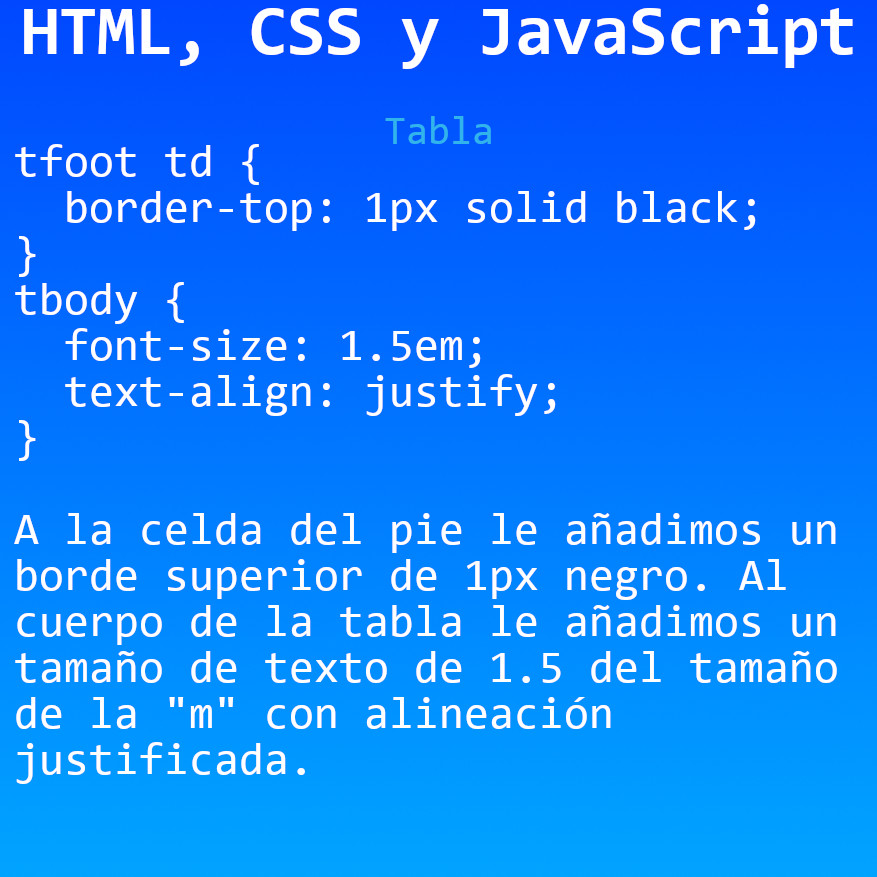 HTML, CSS y JavaScript
Tabla
tfoot td {
  border-top: 1px solid black;
}
tbody {
  font-size: 1.5em;
  text-align: justify;
}
A la celda del pie le añadimos un
borde superior de 1px negro. Al
cuerpo de la tabla le añadimos un
tamaño de texto de 1.5 del tamaño
de la "m" con alineación
justificada.